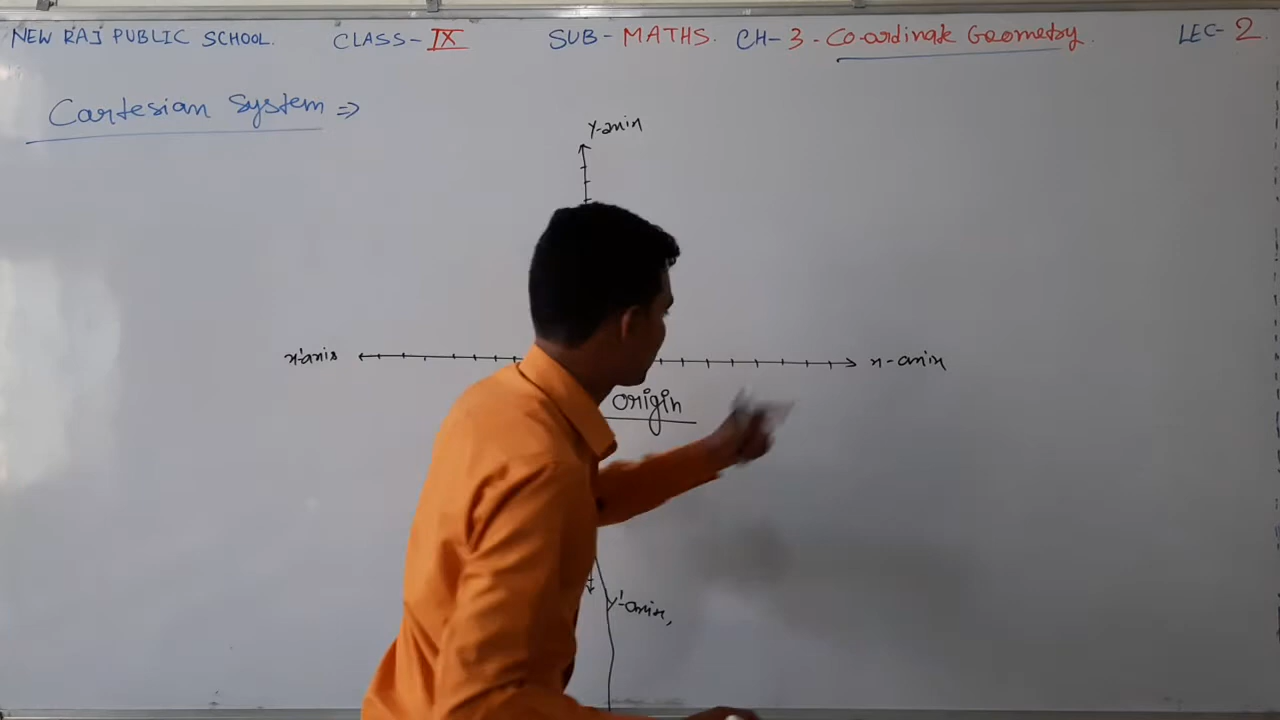 NEW RAJ PUBLIC SCHOOL. CLASS- IX SUB- MATHS. CH- 3 - Co-ordinate Geometry. LEC- 2.
Cartesian System ⇒
Y-axis
x'-axis
x-axis
origin
Y'-axis,